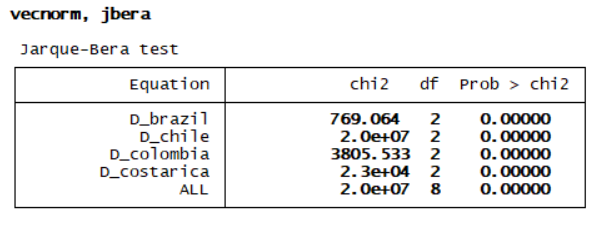 vecnorm, jbera
Jarque-Bera test
Equation chi2 df Prob > chi2
D_brazil 769.064 2 0.00000
D_chile 2.0e+07 2 0.00000
D_colombia 3805.533 2 0.00000
D_costarica 2.3e+04 2 0.00000
ALL 2.0e+07 8 0.00000